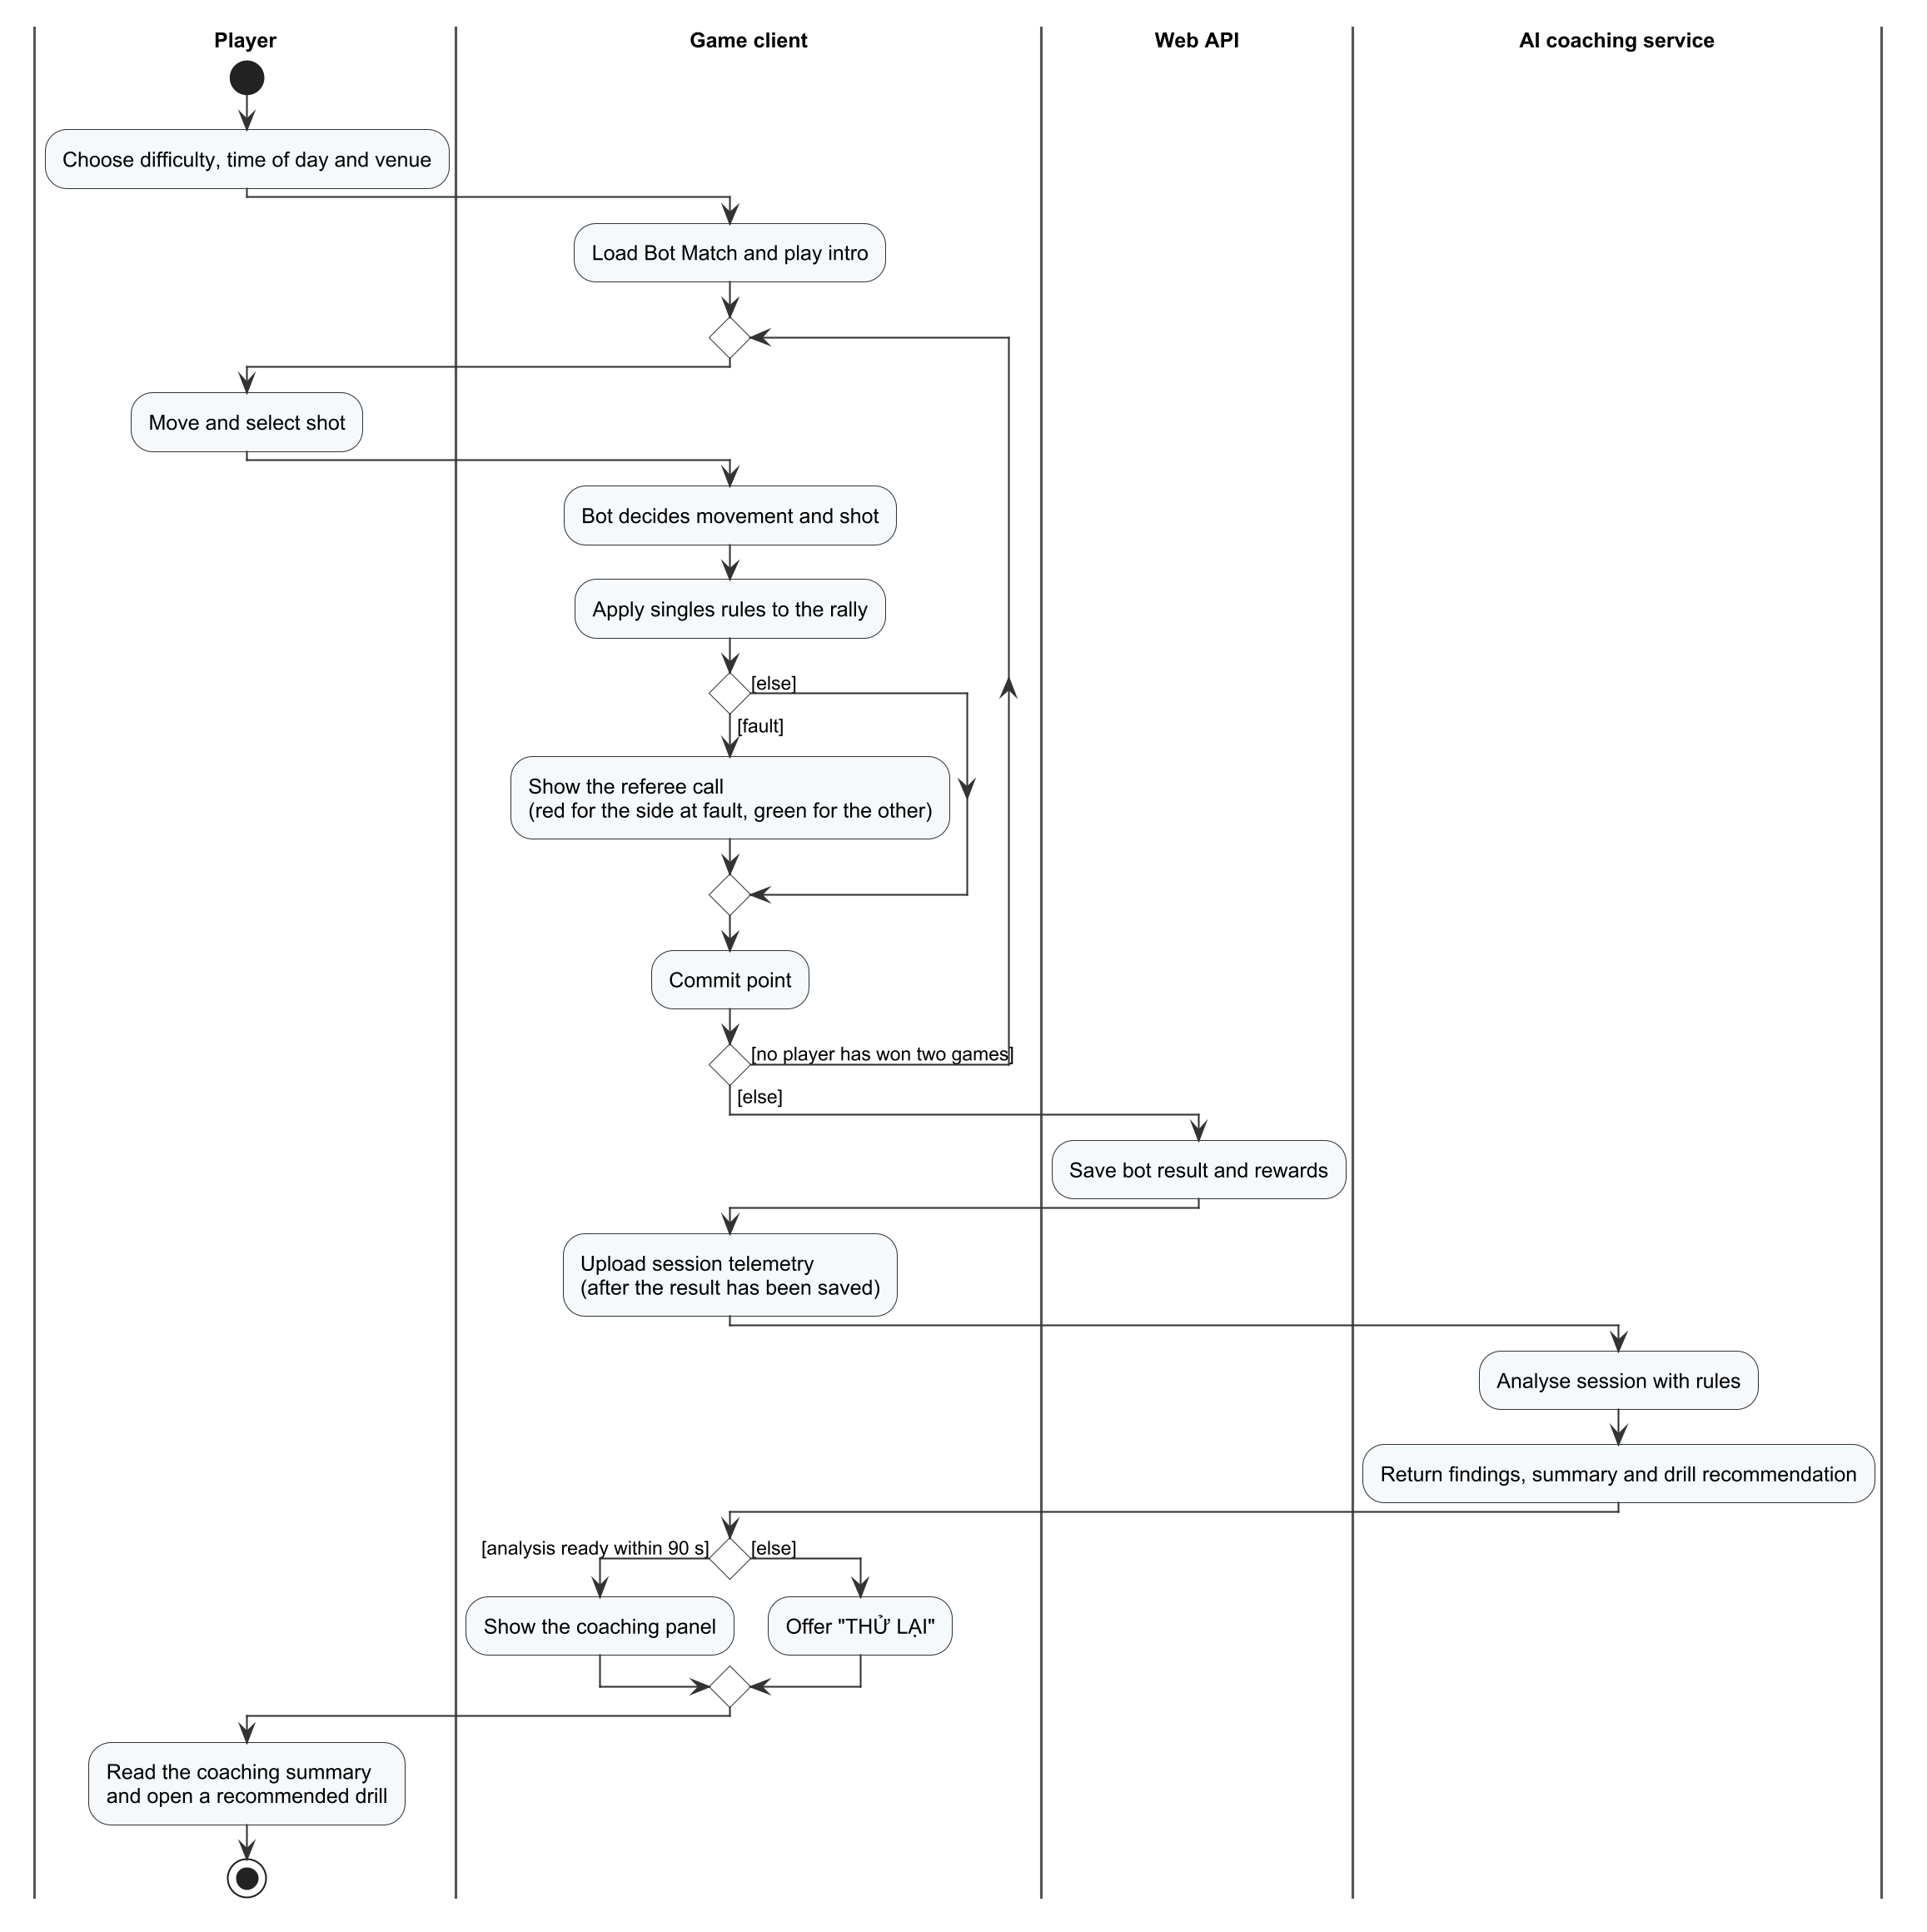 Player
Game client
Web API
AI coaching service
Choose difficulty, time of day and venue
Load Bot Match and play intro
Move and select shot
Bot decides movement and shot
Apply singles rules to the rally
[else]
[fault]
Show the referee call
(red for the side at fault, green for the other)
Commit point
[no player has won two games]
[else]
Save bot result and rewards
Upload session telemetry
(after the result has been saved)
Analyse session with rules
Return findings, summary and drill recommendation
[analysis ready within 90 s]
[else]
Show the coaching panel
Offer "THỬ LẠI"
Read the coaching summary
and open a recommended drill